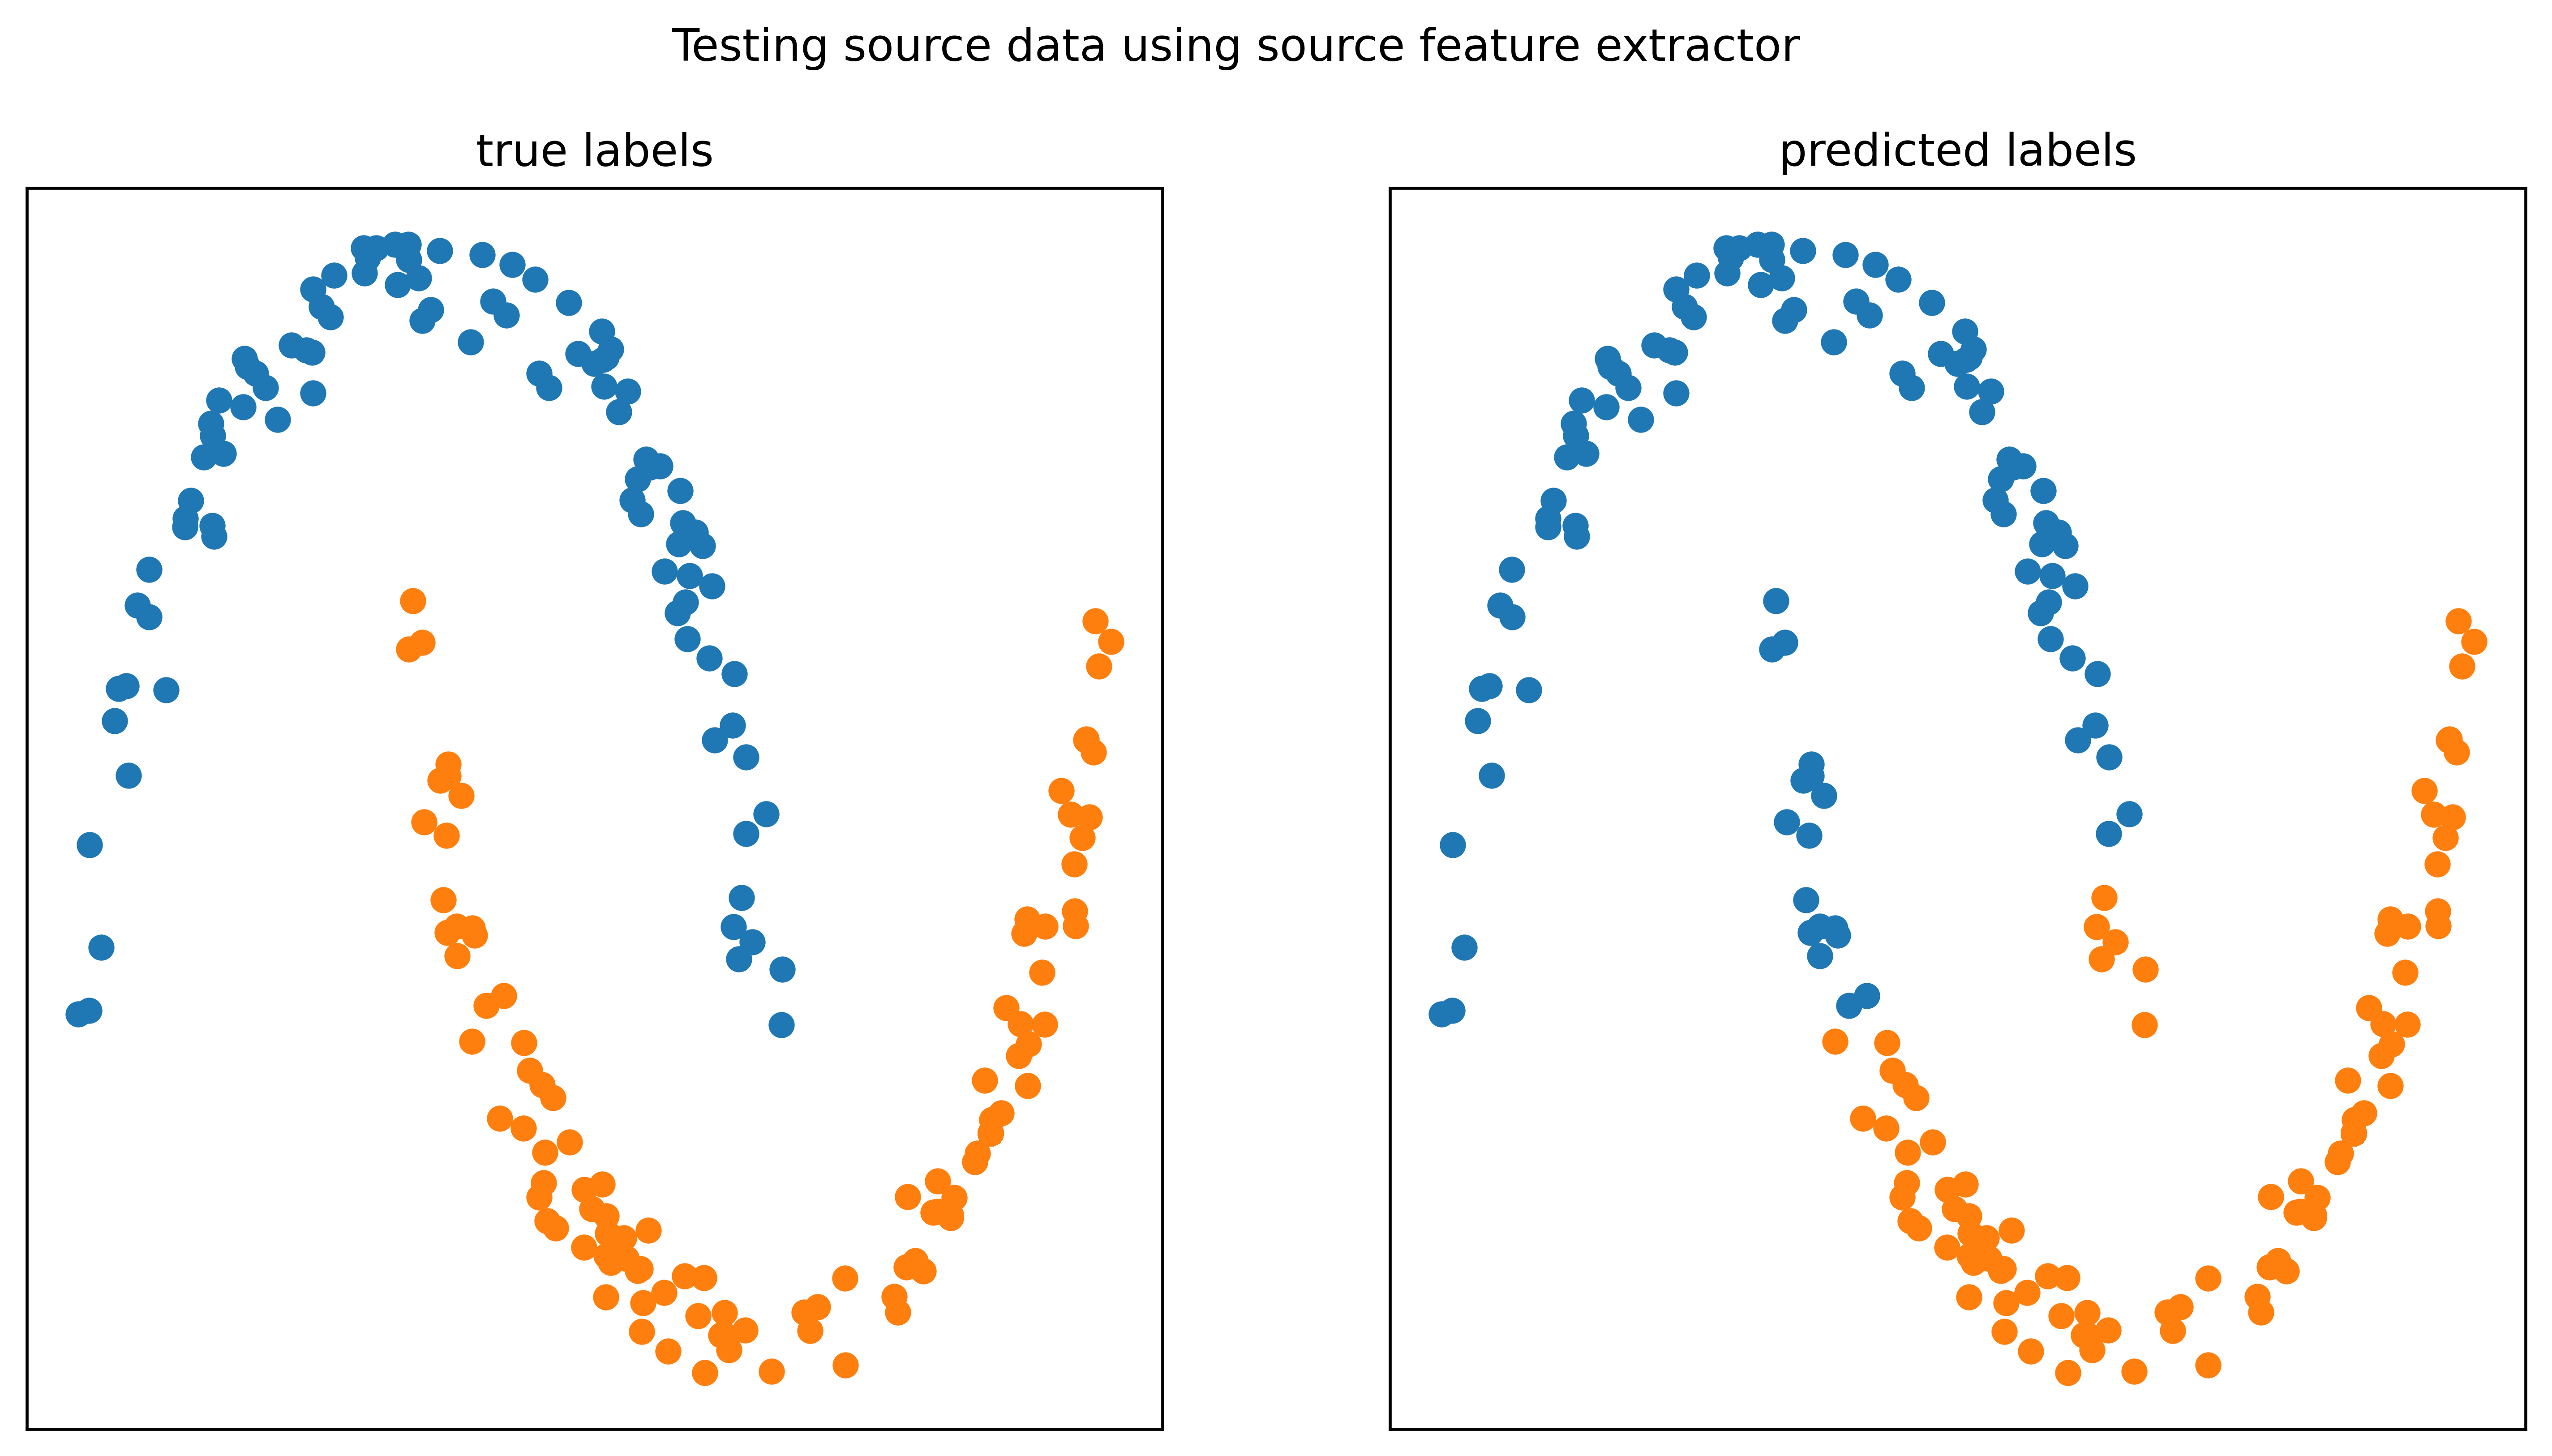 Testing source data using source feature extractor
true labels
predicted labels